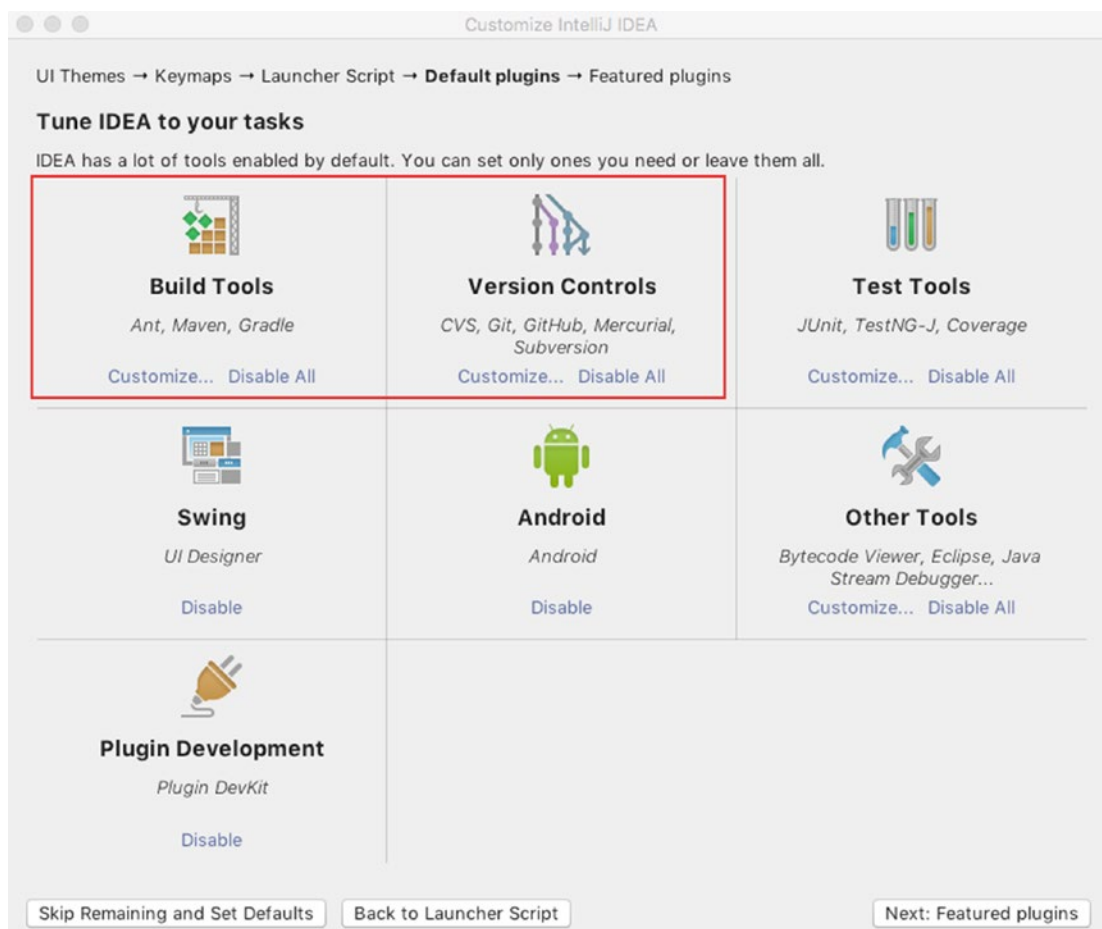 Customize IntelliJ IDEA
UI Themes → Keymaps → Launcher Script → Default plugins → Featured plugins
Tune IDEA to your tasks
IDEA has a lot of tools enabled by default. You can set only ones you need or leave them all.
Build Tools
Ant, Maven, Gradle
Customize... Disable All
Version Controls
CVS, Git, GitHub, Mercurial,
Subversion
Customize... Disable All
Test Tools
JUnit, TestNG-J, Coverage
Customize... Disable All
Swing
UI Designer
Disable
Android
Android
Disable
Other Tools
Bytecode Viewer, Eclipse, Java
Stream Debugger...
Customize... Disable All
Plugin Development
Plugin DevKit
Disable
Skip Remaining and Set Defaults
Back to Launcher Script
Next: Featured plugins